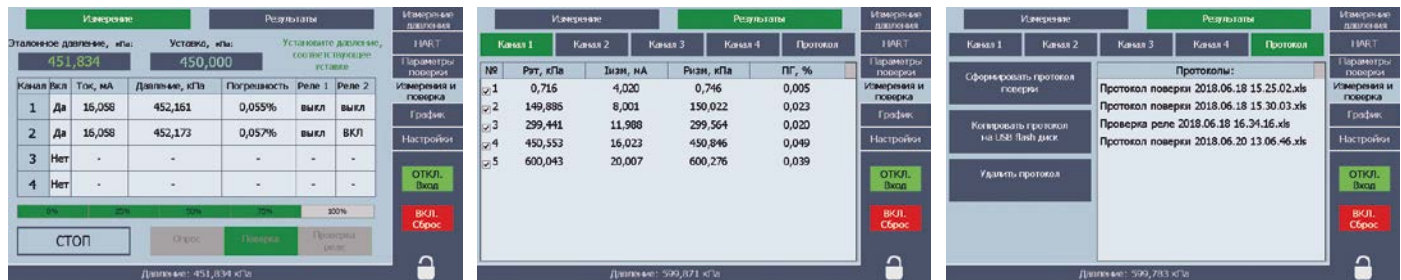 Измерение
Результаты
Эталонное давление, кПа:
Уставка, кПа:
Установите давление,
соответствующее
уставке
451,834
450,000
Канал Вкл Ток, мА Давление, кПа Погрешность Реле 1 Реле 2
1 Да 16,058 452,161 0,055% выкл выкл
2 Да 16,058 452,173 0,057% выкл ВКЛ
3 Нет - - - - -
4 Нет - - - - -
0% 25% 50% 75% 100%
СТОП
Опрос
Поверка
Проверка
реле
Давление: 451,834 кПа
Измерение
давления
HART
Параметры
поверки
Измерения и
поверка
График
Настройки
ОТКЛ.
Вход
ВКЛ.
Сброс
Измерение
Результаты
Канал 1 Канал 2 Канал 3 Канал 4 Протокол
№ Рэт, кПа Iизм, мА Ризм, кПа ПГ, %
1 0,716 4,020 0,746 0,005
2 149,886 8,001 150,022 0,023
3 299,441 11,988 299,564 0,020
4 450,553 16,023 450,846 0,049
5 600,043 20,007 600,276 0,039
Давление: 599,871 кПа
Измерение
давления
HART
Параметры
поверки
Измерения и
поверка
График
Настройки
ОТКЛ.
Вход
ВКЛ.
Сброс
Измерение
Результаты
Канал 1 Канал 2 Канал 3 Канал 4 Протокол
Сформировать протокол
поверки
Копировать протокол
на USB flash диск
Удалить протокол
Протоколы:
Протокол поверки 2018.06.18 15.25.02.xls
Протокол поверки 2018.06.18 15.30.03.xls
Проверка реле 2018.06.18 16.34.16.xls
Протокол поверки 2018.06.20 13.06.46.xls
Давление: 599,783 кПа
Измерение
давления
HART
Параметры
поверки
Измерения и
поверка
График
Настройки
ОТКЛ.
Вход
ВКЛ.
Сброс